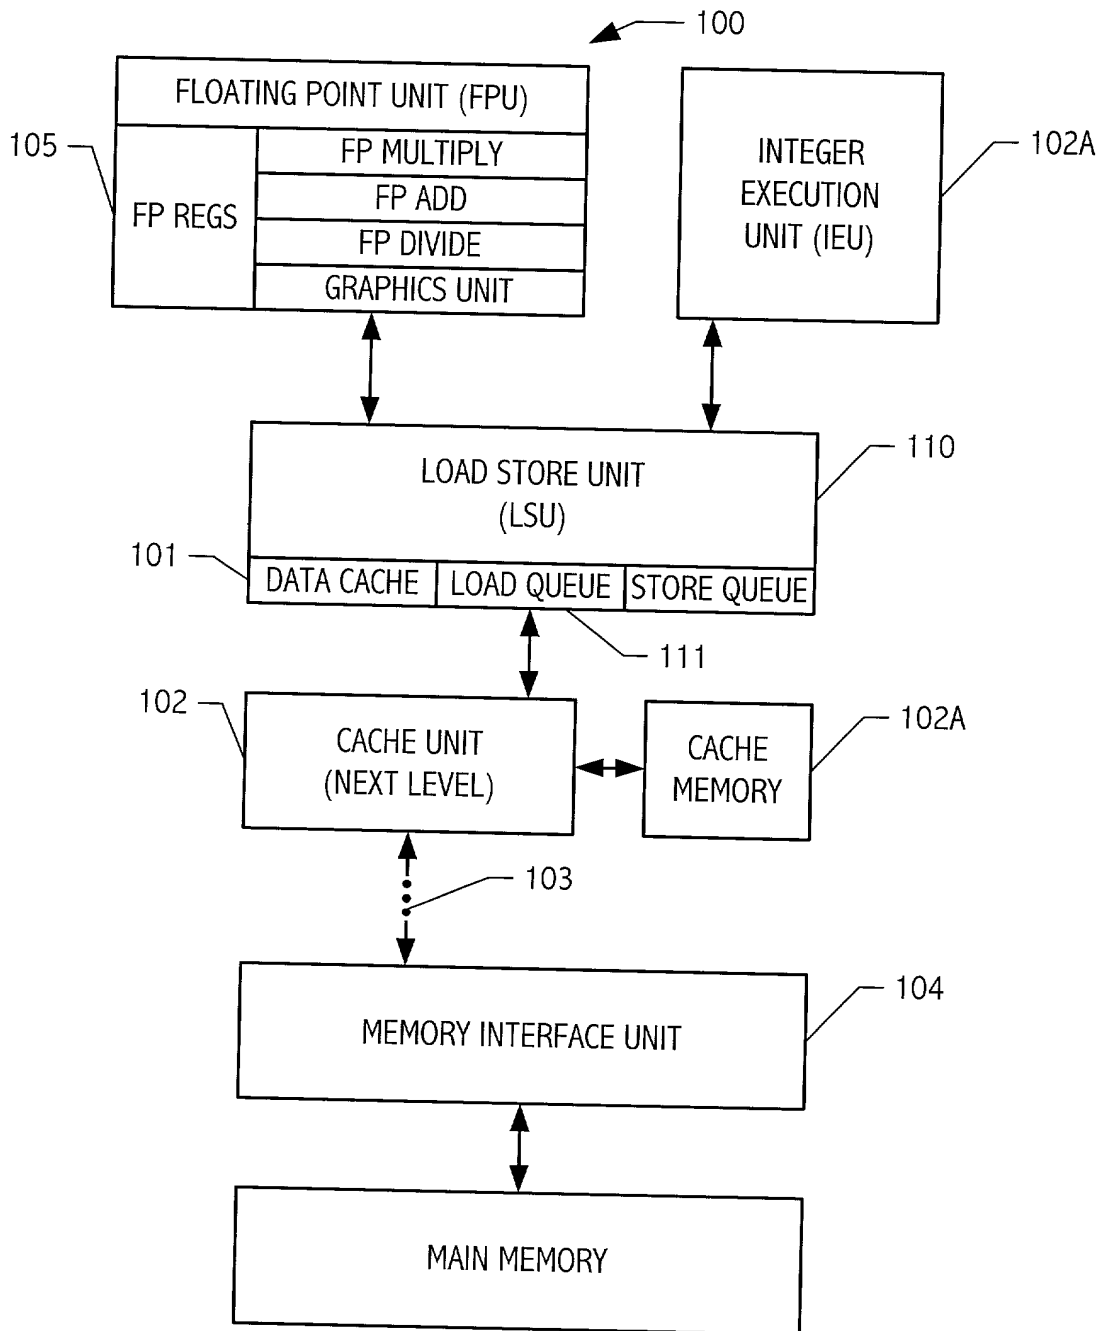 100
FLOATING POINT UNIT (FPU)
105
FP REGS
FP MULTIPLY
FP ADD
FP DIVIDE
GRAPHICS UNIT
INTEGER
EXECUTION
UNIT (IEU)
102A
LOAD STORE UNIT
(LSU)
110
101
DATA CACHE
LOAD QUEUE
STORE QUEUE
111
102
CACHE UNIT
(NEXT LEVEL)
CACHE
MEMORY
102A
103
MEMORY INTERFACE UNIT
104
MAIN MEMORY